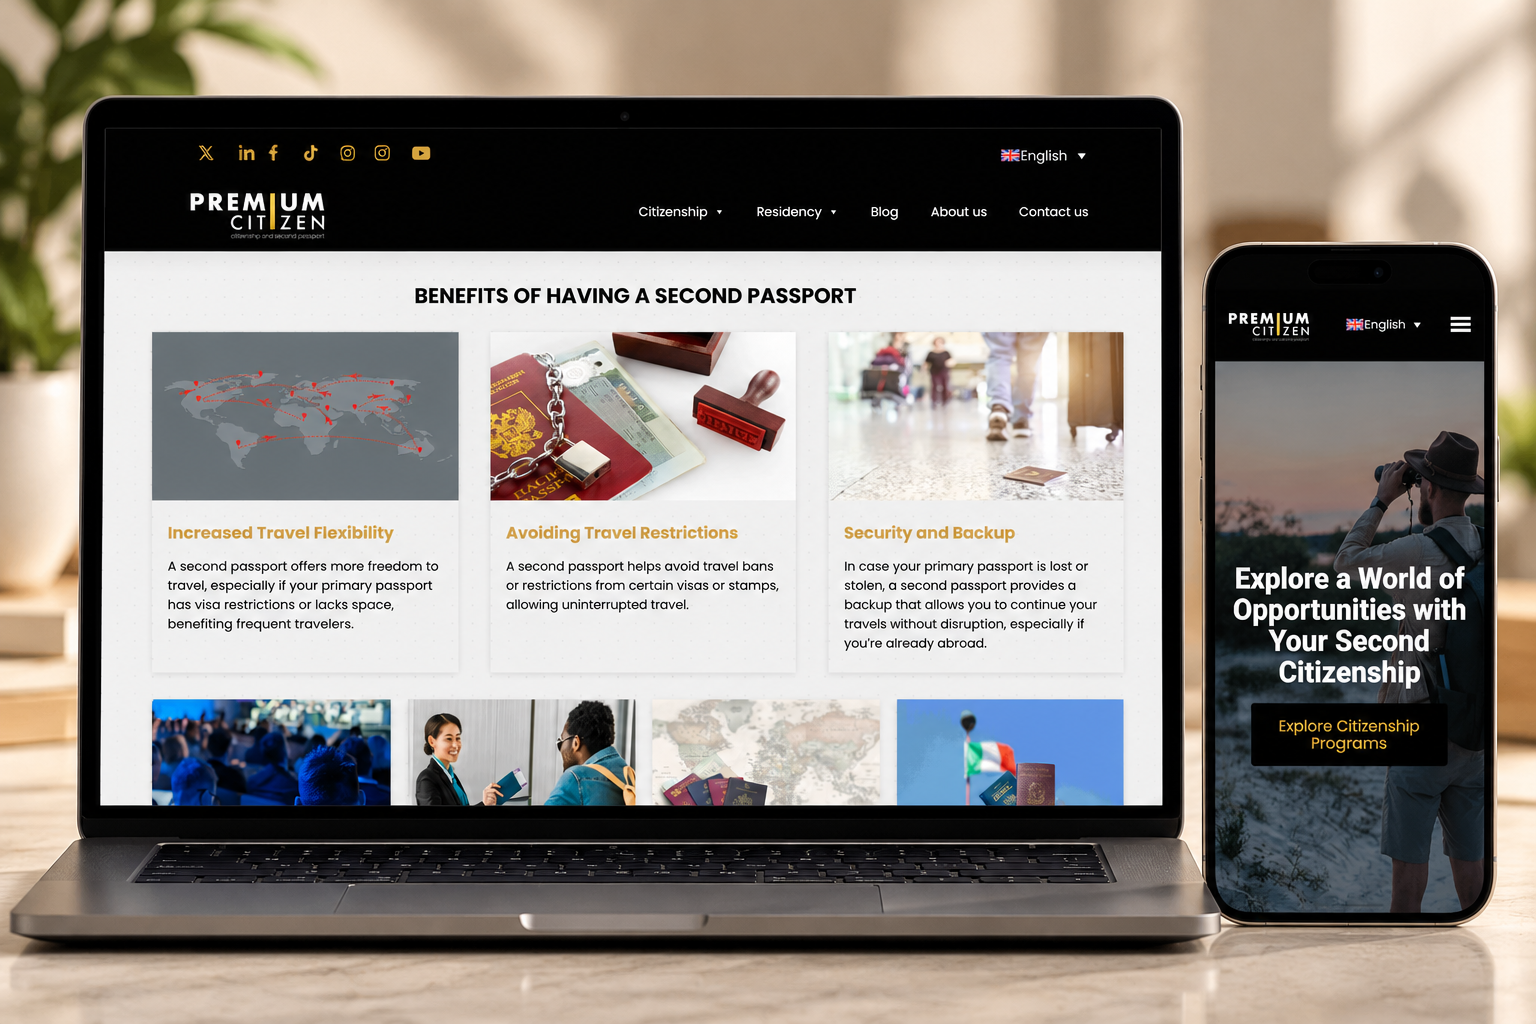 English
PREMIUM
CITIZEN
citizenship and second passport
Citizenship
Residency
Blog
About us
Contact us
BENEFITS OF HAVING A SECOND PASSPORT
Increased Travel Flexibility
A second passport offers more freedom to
travel, especially if your primary passport
has visa restrictions or lacks space,
benefiting frequent travelers.
Avoiding Travel Restrictions
A second passport helps avoid travel bans
or restrictions from certain visas or stamps,
allowing uninterrupted travel.
Security and Backup
In case your primary passport is lost or
stolen, a second passport provides a
backup that allows you to continue your
travels without disruption, especially if
you're already abroad.
PREMIUM
CITIZEN
English
Explore a World of
Opportunities with
Your Second
Citizenship
Explore Citizenship
Programs